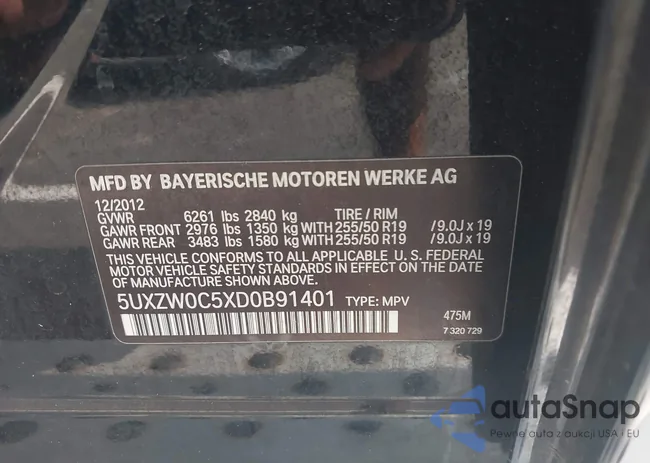 MFD BY BAYERISCHE MOTOREN WERKE AG
12/2012
GVWR 6261 lbs 2840 kg TIRE / RIM
GAWR FRONT 2976 lbs 1350 kg WITH 255/50 R19 /9.0J x 19
GAWR REAR 3483 lbs 1580 kg WITH 255/50 R19 /9.0J x 19
THIS VEHICLE CONFORMS TO ALL APPLICABLE U. S. FEDERAL
MOTOR VEHICLE SAFETY STANDARDS IN EFFECT ON THE DATE OF
MANUFACTURE SHOWN ABOVE.
5UXZW0C5XD0B91401 TYPE: MPV
475M
7 320 729
autaSnap
Pewne auta z aukcji USA i EU